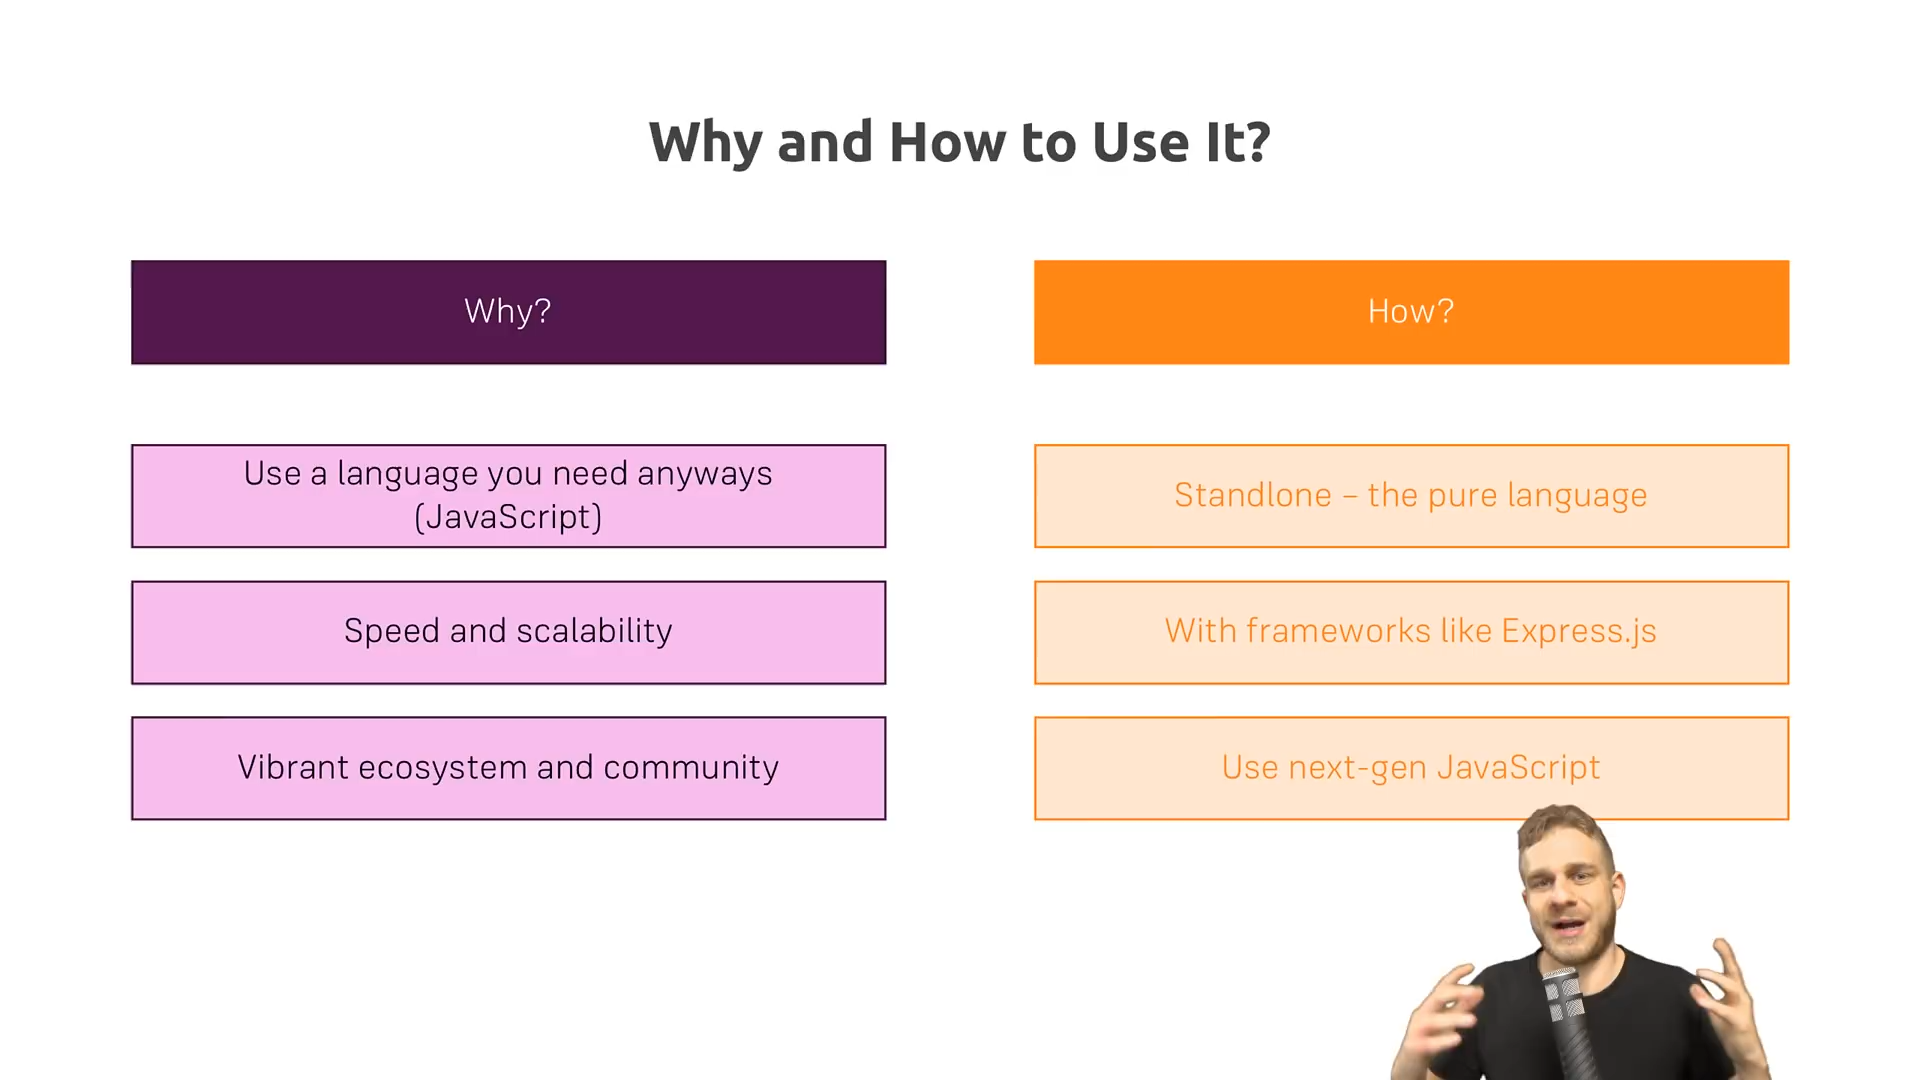 Why and How to Use It?
Why?
Use a language you need anyways
(JavaScript)
Speed and scalability
Vibrant ecosystem and community
How?
Standlone – the pure language
With frameworks like Express.js
Use next-gen JavaScript